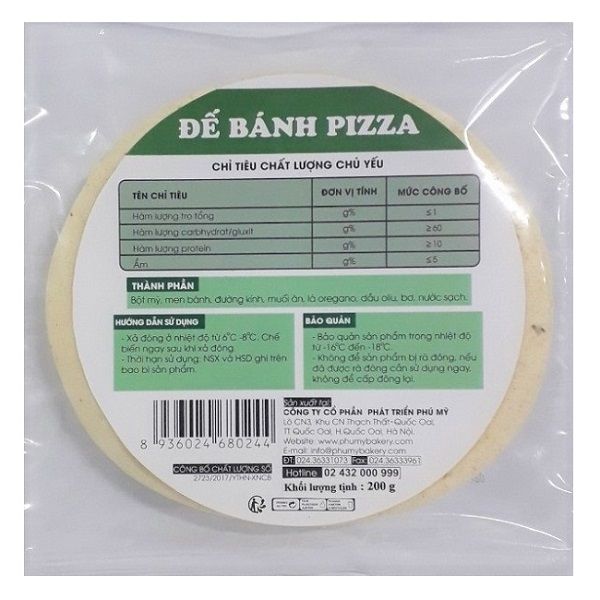 ĐẾ BÁNH PIZZA
CHỈ TIÊU CHẤT LƯỢNG CHỦ YẾU
TÊN CHỈ TIÊU ĐƠN VỊ TÍNH MỨC CÔNG BỐ
Hàm lượng tro tổng g% ≤1
Hàm lượng carbhydrat/gluxit g% ≥60
Hàm lượng protein g% ≥10
Ẩm g% ≤5
THÀNH PHẦN
Bột mỳ, men bánh, đường kính, muối ăn, lá oregano, dầu oliu, bơ, nước sạch.
HƯỚNG DẪN SỬ DỤNG
- Xả đông ở nhiệt độ từ 6°C -8°C. Chế
biến ngay sau khi xả đông.
- Thời hạn sử dụng: NSX và HSD ghi trên
bao bì sản phẩm.
BẢO QUẢN
- Bảo quản sản phẩm trong nhiệt độ
từ -16°C đến -18°C.
- Không để sản phẩm bị rã đông, nếu
đã được rã đông cần sử dụng ngay,
không để cấp đông lại.
8 936024 680244
CÔNG BỐ CHẤT LƯỢNG SỐ
2725/2017/YTHN-XNCB
Sản xuất tại:
CÔNG TY CỔ PHẦN PHÁT TRIỂN PHÚ MỸ
Lô CN3, Khu CN Thạch Thất-Quốc Oai,
TT Quốc Oai, H.Quốc Oai, Hà Nội.
Website: www.phumybakery.com
Email: info@phumybakery.com
ĐT: 024.36331073 Fax: 024.36333961
Hotline 02 432 000 999
Khối lượng tịnh : 200 g